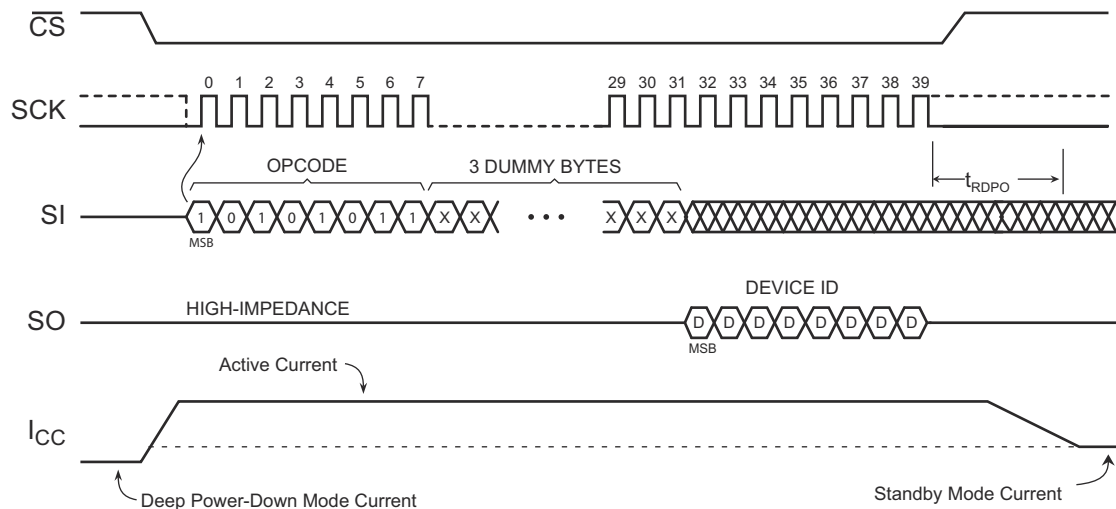 CS
0 1 2 3 4 5 6 7 29 30 31 32 33 34 35 36 37 38 39
SCK
OPCODE 3 DUMMY BYTES
tRDPO
SI 1 0 1 0 1 0 1 1 X X • • • X X X
MSB
DEVICE ID
HIGH-IMPEDANCE
SO D D D D D D D D
MSB
Active Current
ICC
Deep Power-Down Mode Current
Standby Mode Current